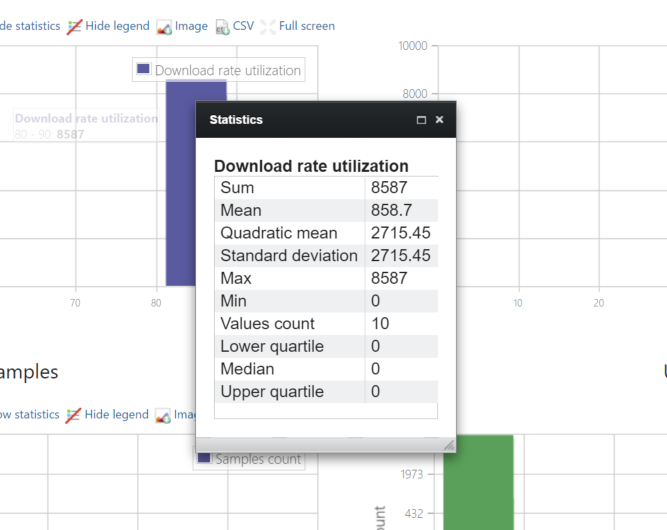 de statistics Hide legend Image CSV Full screen
10000
Download rate utilization
8000
Download rate utilization
80 - 90: 8587
Statistics
Download rate utilization
Sum 8587
Mean 858.7
Quadratic mean 2715.45
Standard deviation 2715.45
Max 8587
Min 0
Values count 10
Lower quartile 0
Median 0
Upper quartile 0
70 80 10 20
amples
ow statistics Hide legend Imag
Samples count
1973
432
ount